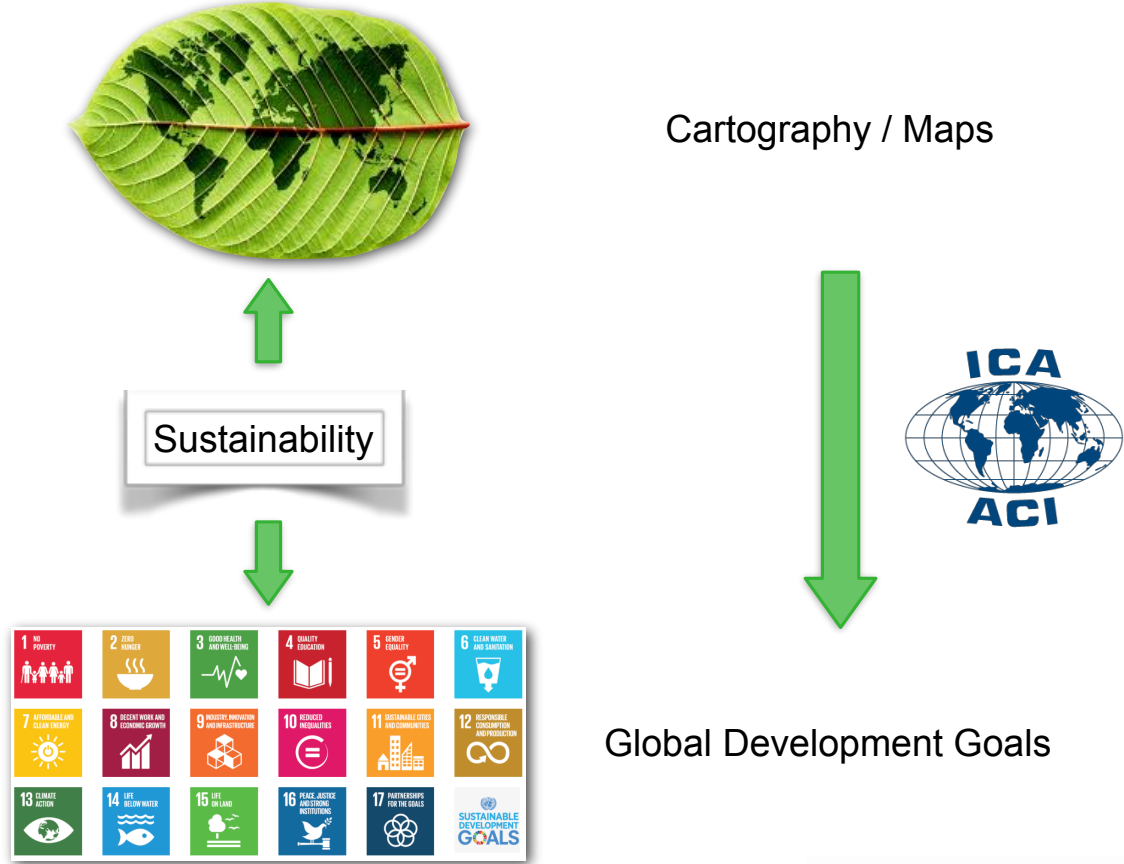 Cartography / Maps
ICA
ACI
Sustainability
1 NO
POVERTY
2 ZERO
HUNGER
3 GOOD HEALTH
AND WELL-BEING
4 QUALITY
EDUCATION
5 GENDER
EQUALITY
6 CLEAN WATER
AND SANITATION
7 AFFORDABLE AND
CLEAN ENERGY
8 DECENT WORK AND
ECONOMIC GROWTH
9 INDUSTRY, INNOVATION
AND INFRASTRUCTURE
10 REDUCED
INEQUALITIES
11 SUSTAINABLE CITIES
AND COMMUNITIES
12 RESPONSIBLE
CONSUMPTION
AND PRODUCTION
13 CLIMATE
ACTION
14 LIFE
BELOW WATER
15 LIFE
ON LAND
16 PEACE, JUSTICE
AND STRONG
INSTITUTIONS
17 PARTNERSHIPS
FOR THE GOALS
SUSTAINABLE
DEVELOPMENT
GOALS
Global Development Goals